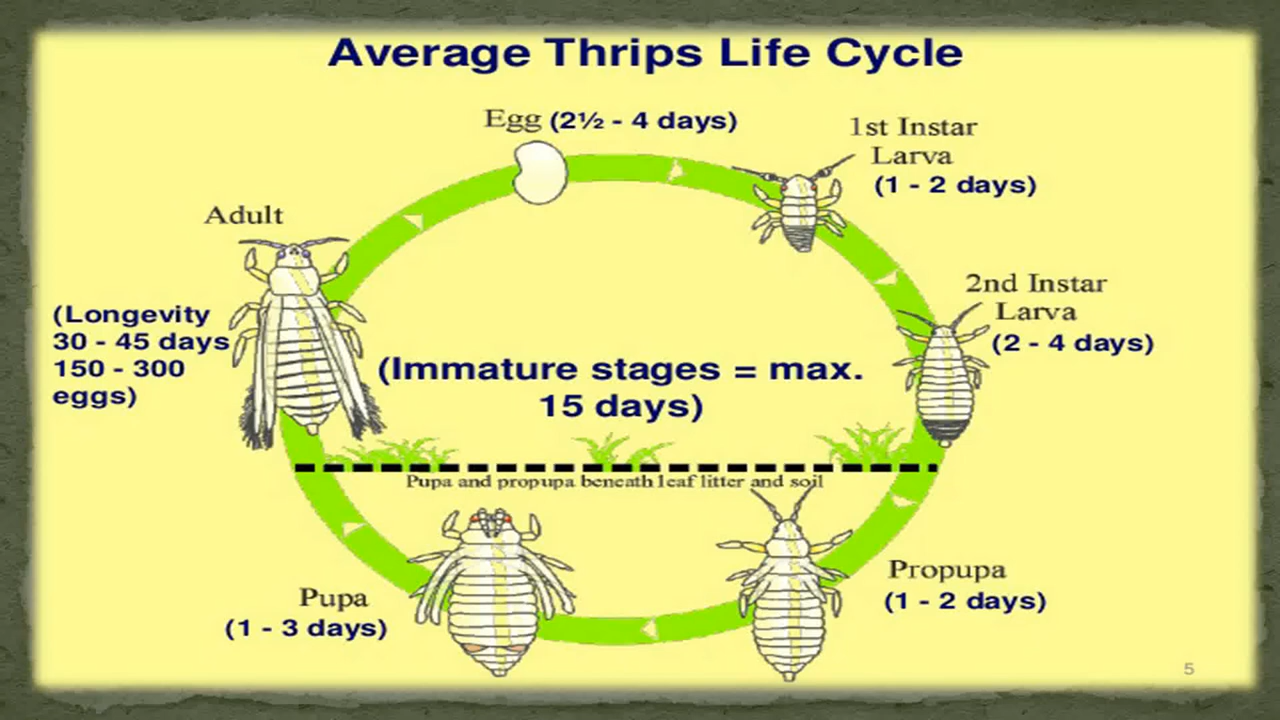 Average Thrips Life Cycle
Egg (2½ - 4 days)
1st Instar
Larva
(1 - 2 days)
Adult
2nd Instar
Larva
(2 - 4 days)
(Longevity
30 - 45 days
150 - 300
eggs)
(Immature stages = max.
15 days)
Pupa and propupa beneath leaf litter and soil
Propupa
(1 - 2 days)
Pupa
(1 - 3 days)
5